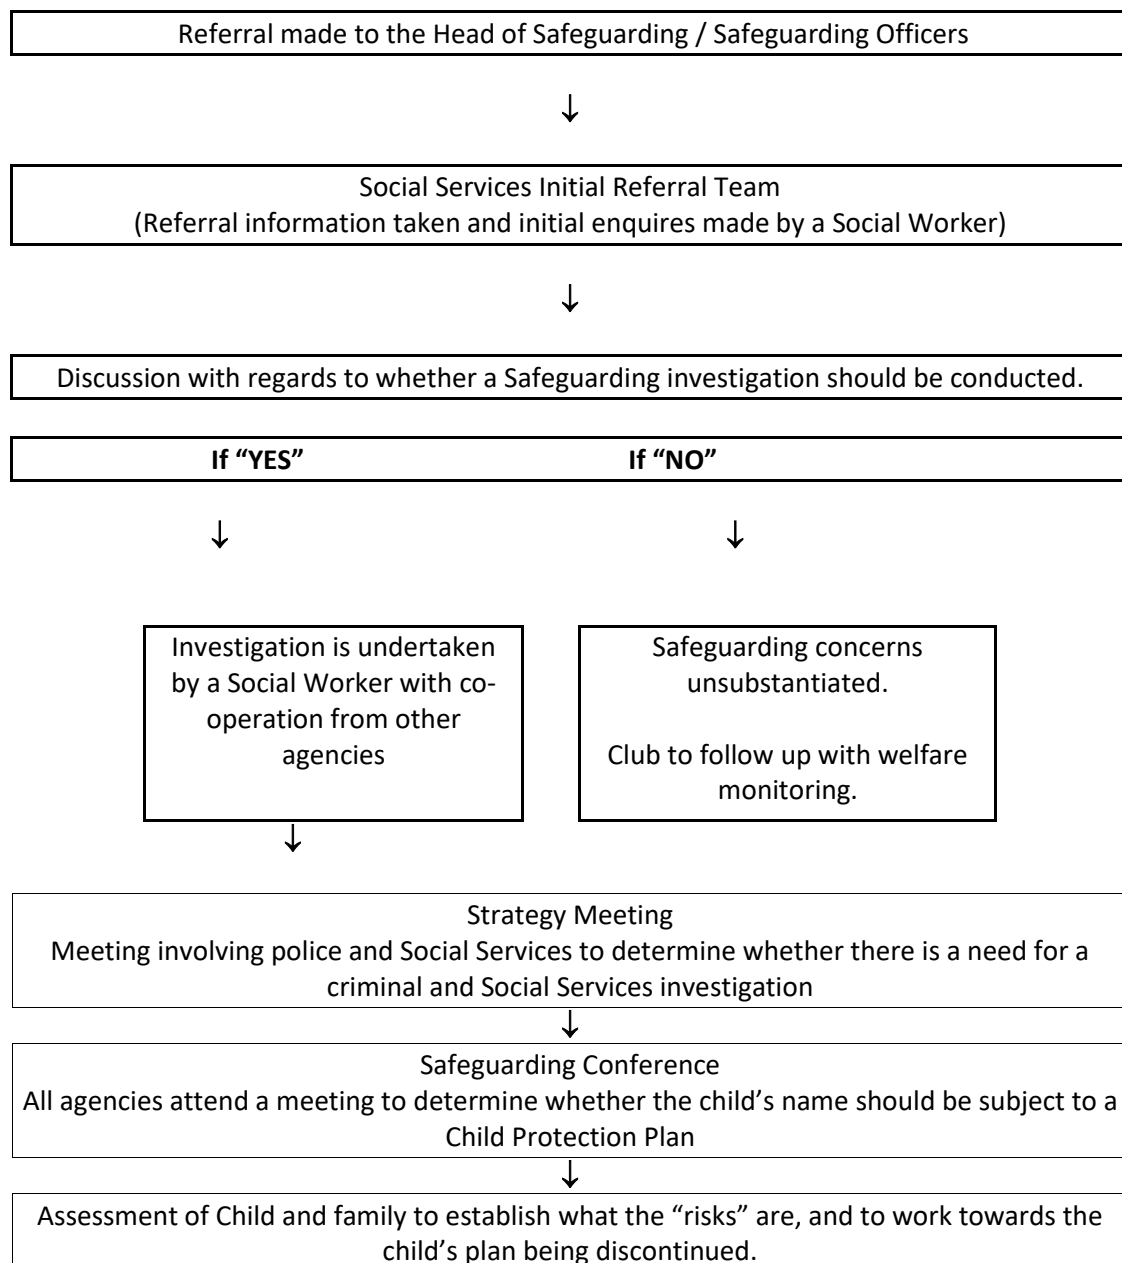 Referral made to the Head of Safeguarding / Safeguarding Officers
↓
Social Services Initial Referral Team
(Referral information taken and initial enquires made by a Social Worker)
↓
Discussion with regards to whether a Safeguarding investigation should be conducted.
If “YES” If “NO”
↓ ↓
Investigation is undertaken
by a Social Worker with co-
operation from other
agencies
Safeguarding concerns
unsubstantiated.
Club to follow up with welfare
monitoring.
↓
Strategy Meeting
Meeting involving police and Social Services to determine whether there is a need for a
criminal and Social Services investigation
↓
Safeguarding Conference
All agencies attend a meeting to determine whether the child’s name should be subject to a
Child Protection Plan
↓
Assessment of Child and family to establish what the “risks” are, and to work towards the
child’s plan being discontinued.